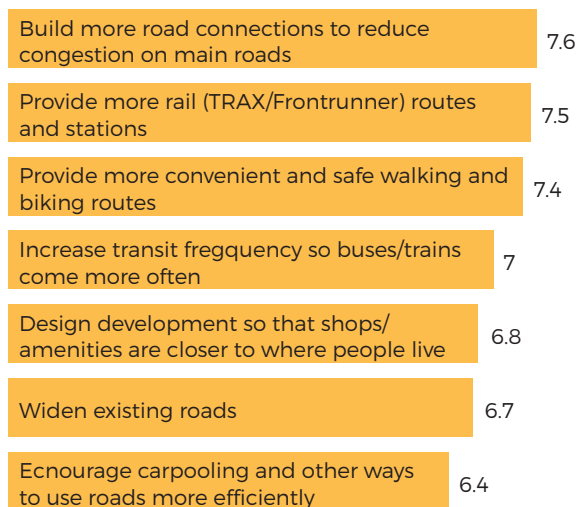 Build more road connections to reduce
congestion on main roads
7.6
Provide more rail (TRAX/Frontrunner) routes
and stations
7.5
Provide more convenient and safe walking and
biking routes
7.4
Increase transit fregquency so buses/trains
come more often
7
Design development so that shops/
amenities are closer to where people live
6.8
Widen existing roads
6.7
Ecnourage carpooling and other ways
to use roads more efficiently
6.4